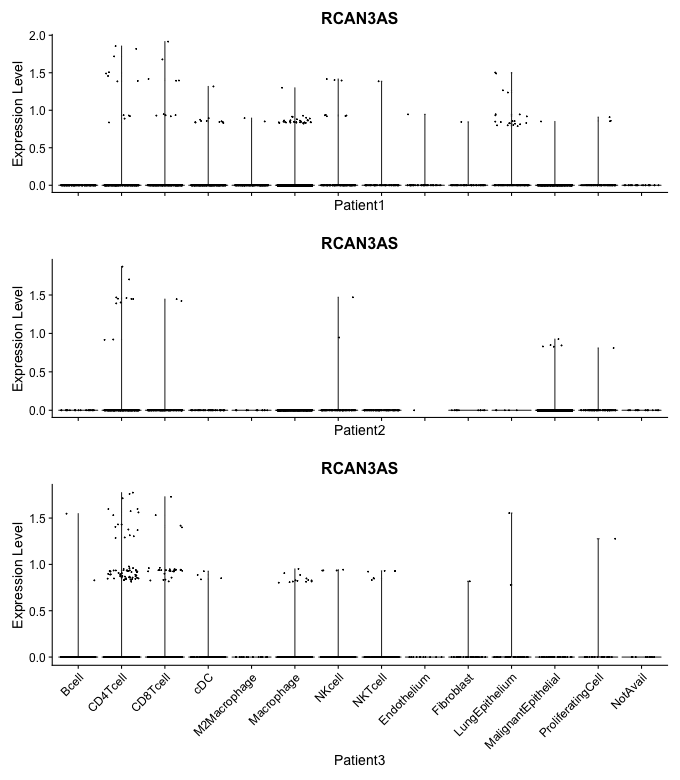 RCAN3AS
Expression Level
2.0
1.5
1.0
0.5
0.0
Patient1
RCAN3AS
Expression Level
1.5
1.0
0.5
0.0
Patient2
RCAN3AS
Expression Level
1.5
1.0
0.5
0.0
Bcell
CD4Tcell
CD8Tcell
cDC
M2Macrophage
Macrophage
NKcell
NKTcell
Endothelium
Fibroblast
LungEpithelium
MalignantEpithelial
ProliferatingCell
NotAvail
Patient3